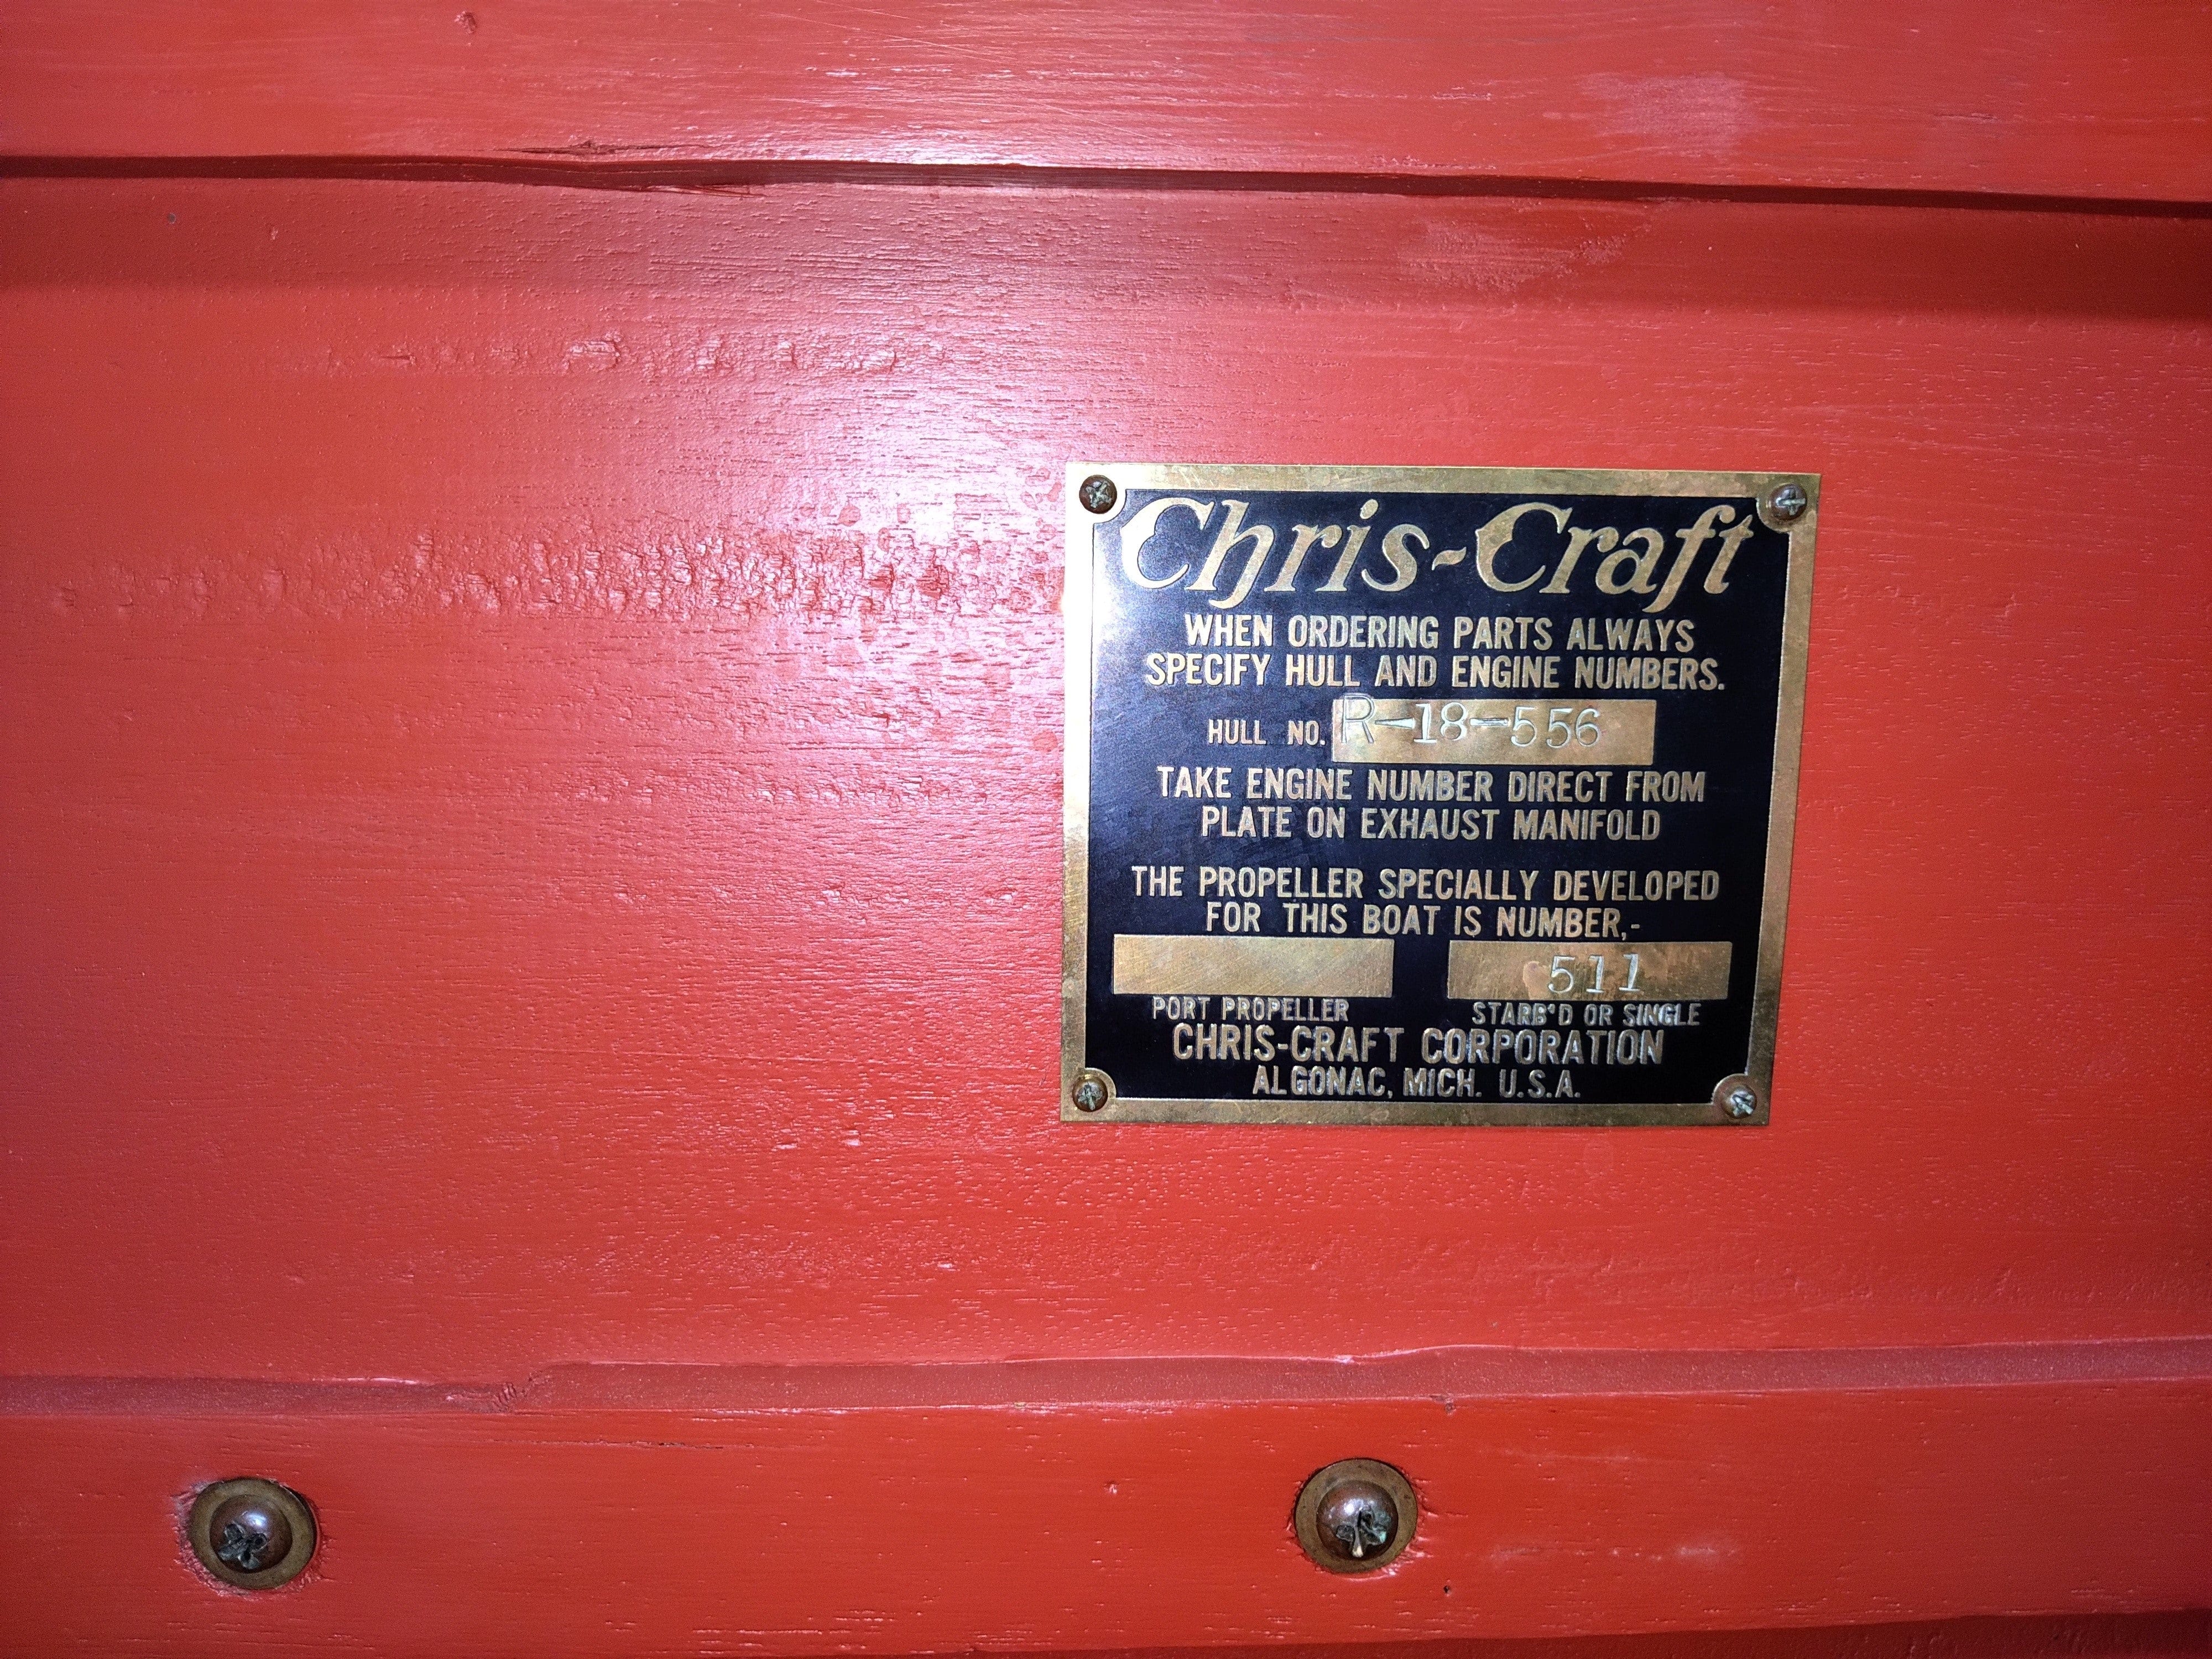 Chris-Craft
WHEN ORDERING PARTS ALWAYS
SPECIFY HULL AND ENGINE NUMBERS.
HULL NO. R-18-556
TAKE ENGINE NUMBER DIRECT FROM
PLATE ON EXHAUST MANIFOLD
THE PROPELLER SPECIALLY DEVELOPED
FOR THIS BOAT IS NUMBER,-
511
PORT PROPELLER STARB'D OR SINGLE
CHRIS-CRAFT CORPORATION
ALGONAC, MICH. U.S.A.